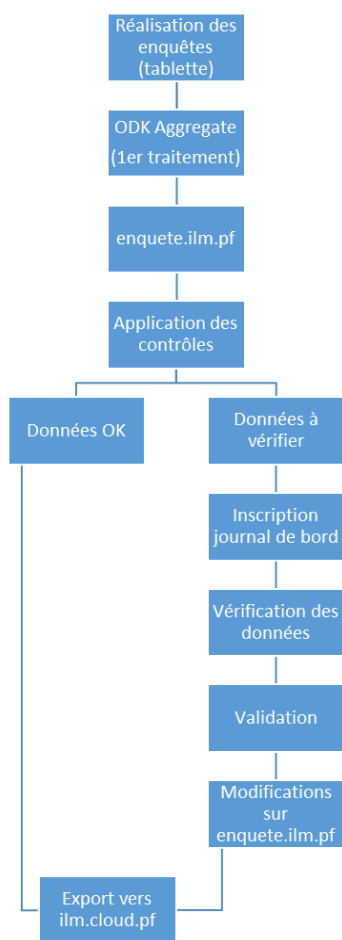 Réalisation des
enquêtes
(tablette)
ODK Aggregate
(1er traitement)
enquete.ilm.pf
Application des
contrôles
Données OK
Données à
vérifier
Inscription
journal de bord
Vérification des
données
Validation
Modifications
sur
enquete.ilm.pf
Export vers
ilm.cloud.pf